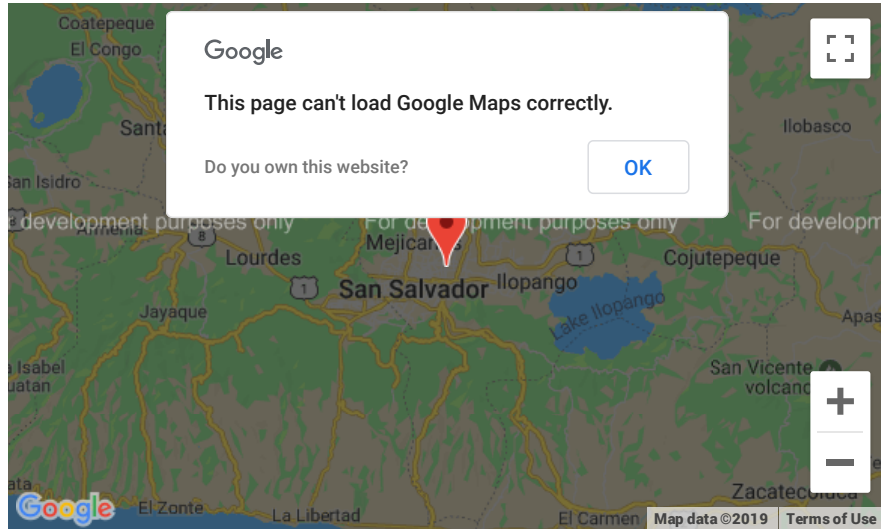 Coatepeque
El Congo
Google
This page can't load Google Maps correctly.
Do you own this website?
OK
Santa
Ilobasco
San Isidro
development purposes only
For development purposes only
For developm
Armenia
8
Lourdes
Mejicanos
1
Cojutepeque
1
San Salvador
Ilopango
Lake Ilopango
Jayaque
Apas
Isabel
uatan
San Vicente
volcano
Zacatecoluca
Google
El Zonte
La Libertad
El Carmen
Map data ©2019
Terms of Use